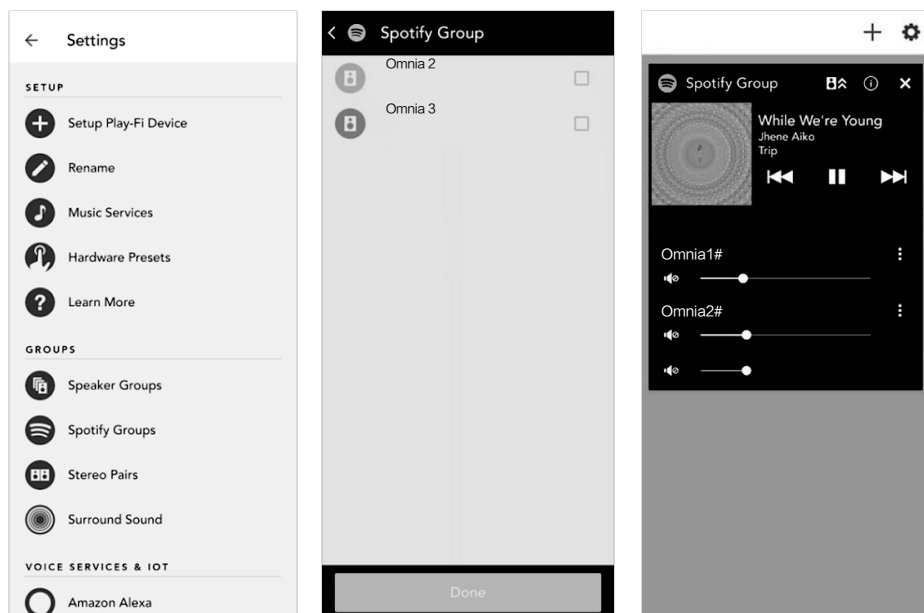 Settings
SETUP
Setup Play-Fi Device
Rename
Music Services
Hardware Presets
Learn More
GROUPS
Speaker Groups
Spotify Groups
Stereo Pairs
Surround Sound
VOICE SERVICES & IOT
Amazon Alexa
Spotify Group
Omnia 2
Omnia 3
Done
Spotify Group
While We're Young
Jhene Aiko
Trip
Omnia1#
Omnia2#